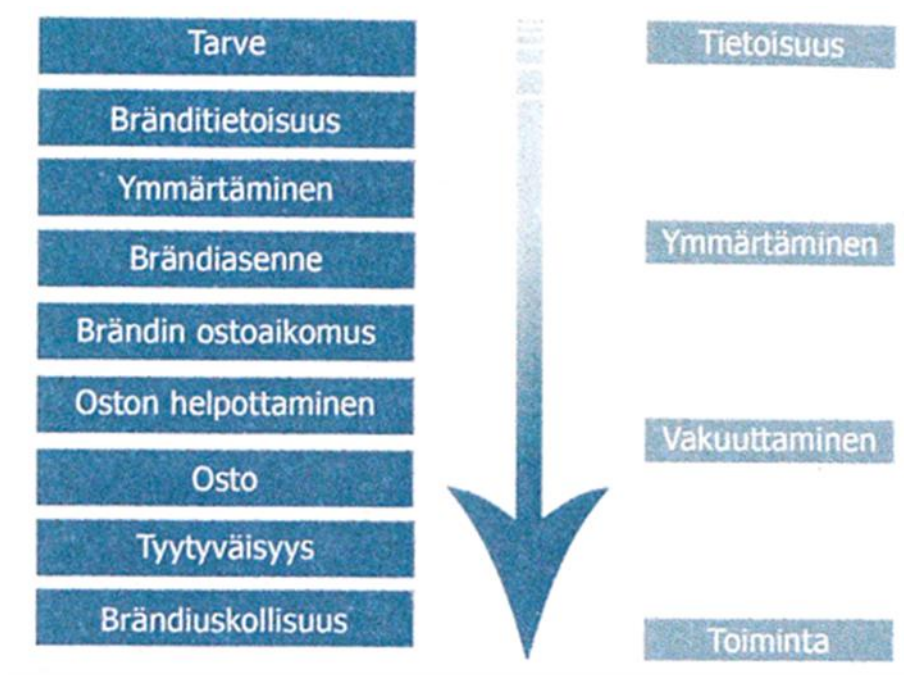 Tarve
Bränditietoisuus
Ymmärtäminen
Brändiasenne
Brändin ostoaikomus
Oston helpottaminen
Osto
Tyytyväisyys
Brändiuskollisuus
Tietoisuus
Ymmärtäminen
Vakuuttaminen
Toiminta